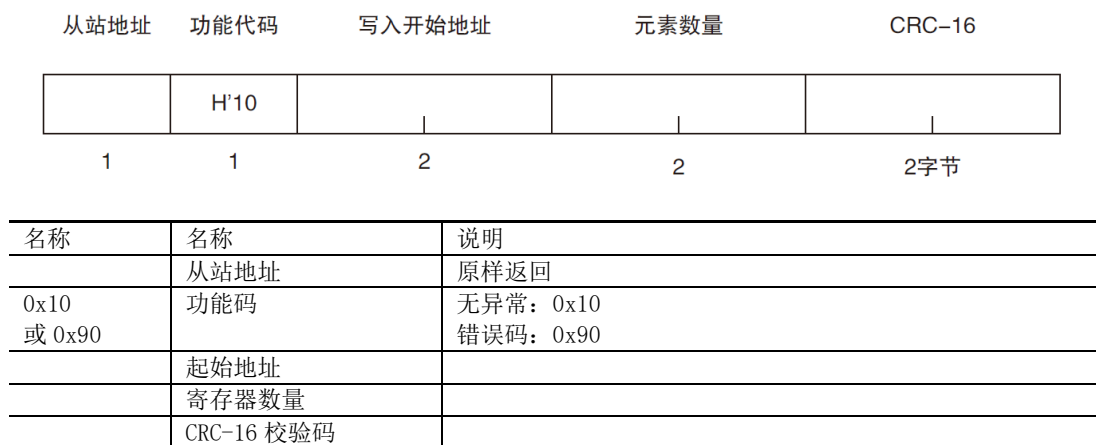 从站地址 功能代码 写入开始地址 元素数量 CRC-16
H'10
1 1 2 2 2字节
名称 名称 说明
从站地址 原样返回
0x10 功能码 无异常：0x10
或 0x90 错误码：0x90
起始地址
寄存器数量
CRC-16 校验码